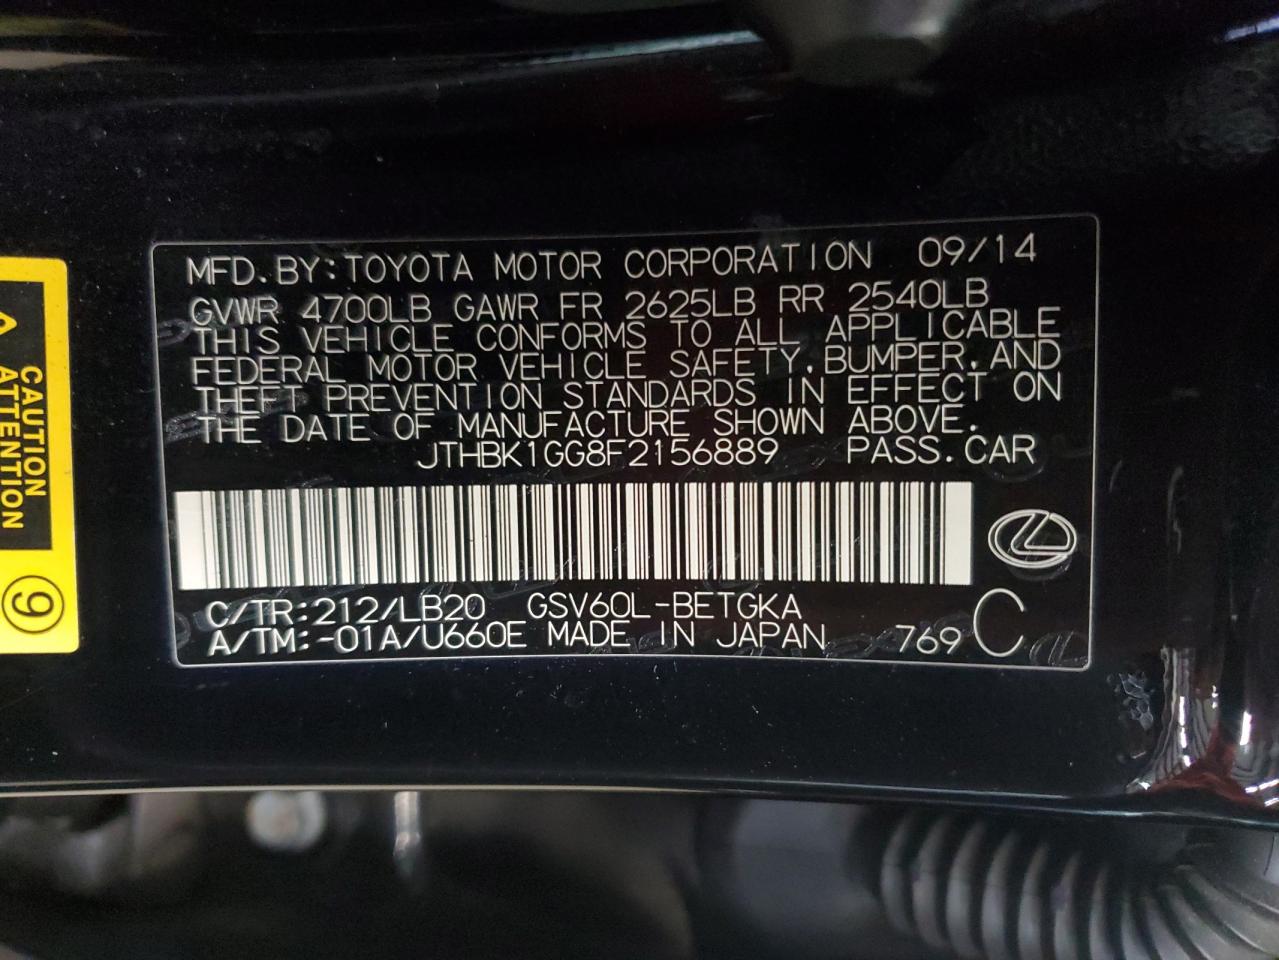 MFD.BY:TOYOTA MOTOR CORPORATION 09/14
GVWR 4700LB GAWR FR 2625LB RR 2540LB
THIS VEHICLE CONFORMS TO ALL APPLICABLE
FEDERAL MOTOR VEHICLE SAFETY,BUMPER,AND
THEFT PREVENTION STANDARDS IN EFFECT ON
THE DATE OF MANUFACTURE SHOWN ABOVE.
JTHBK1GG8F2156889 PASS.CAR
C/TR:212/LB20 GSV60L-BETGKA
A/TM:-01A/U660E MADE IN JAPAN 769 C
CAUTION
ATTENTION
9